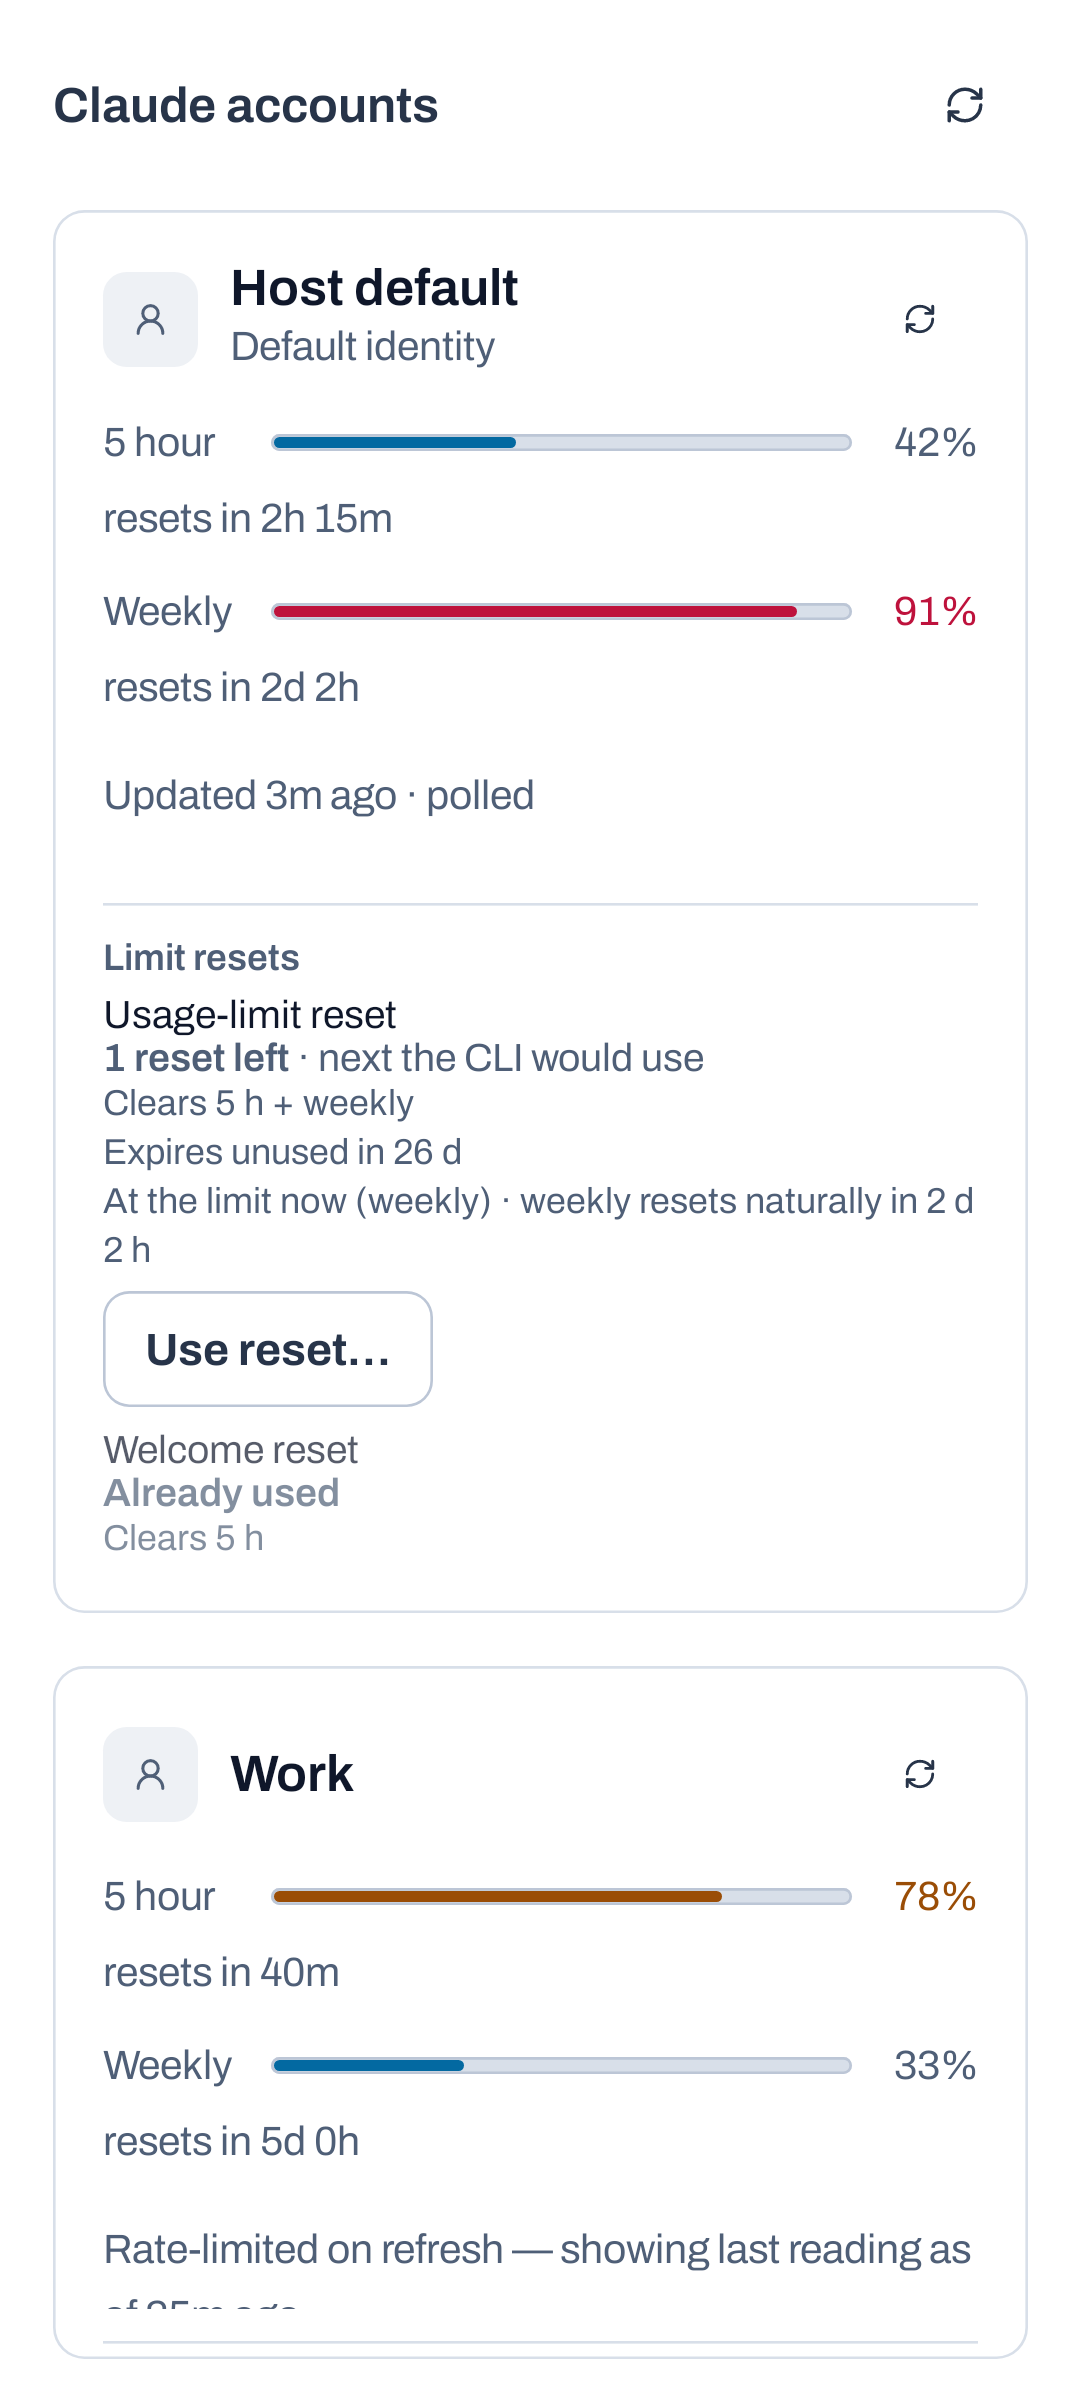 Claude accounts
Host default
Default identity
5 hour 42%
resets in 2h 15m
Weekly 91%
resets in 2d 2h
Updated 3m ago · polled
Limit resets
Usage-limit reset
1 reset left · next the CLI would use
Clears 5 h + weekly
Expires unused in 26 d
At the limit now (weekly) · weekly resets naturally in 2 d
2 h
Use reset…
Welcome reset
Already used
Clears 5 h
Work
5 hour 78%
resets in 40m
Weekly 33%
resets in 5d 0h
Rate-limited on refresh — showing last reading as